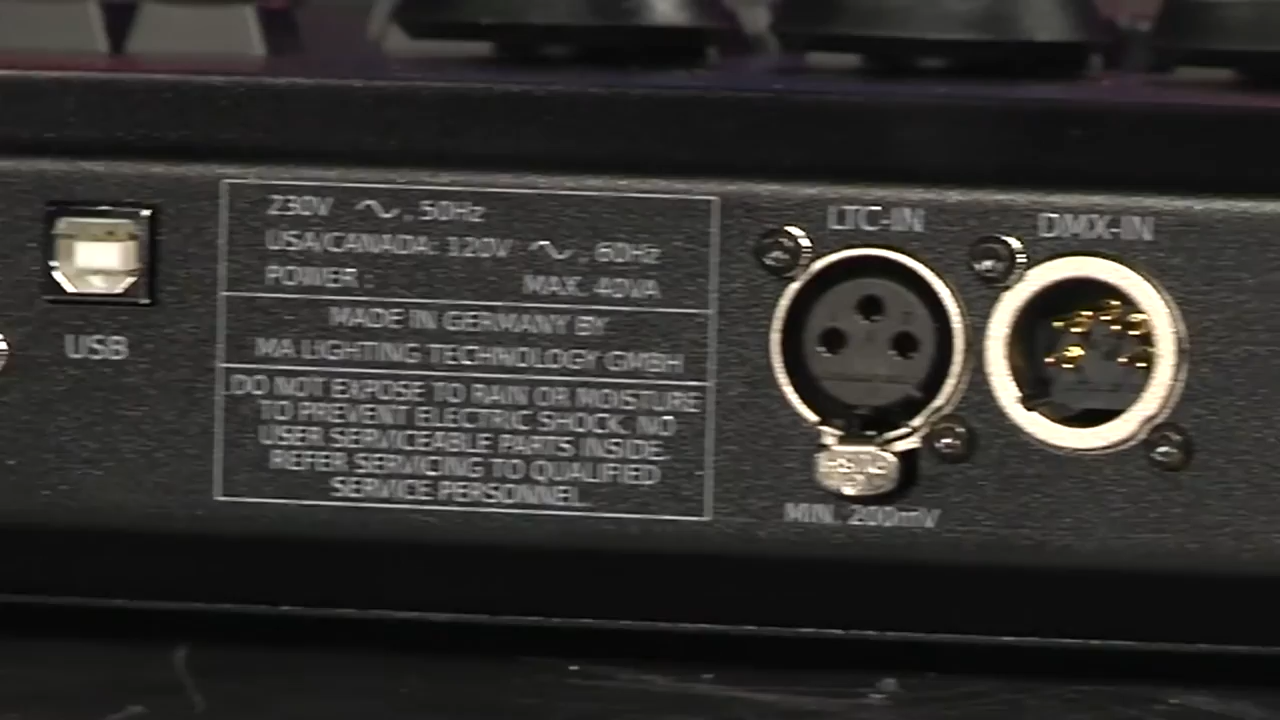 230V ∿, 50Hz
USA/CANADA: 120V ∿, 60Hz
POWER: MAX. 40VA
MADE IN GERMANY BY
MA LIGHTING TECHNOLOGY GMBH
DO NOT EXPOSE TO RAIN OR MOISTURE
TO PREVENT ELECTRIC SHOCK. NO
USER SERVICEABLE PARTS INSIDE.
REFER SERVICING TO QUALIFIED
SERVICE PERSONNEL.
USB
LTC-IN
MIN. 200mV
DMX-IN